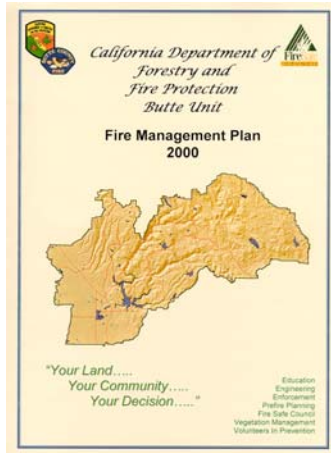 California Department of
Forestry and
Fire Protection
Butte Unit
Fire Management Plan
2000
"Your Land.....
Your Community.....
Your Decision....."
Education
Engineering
Enforcement
Prefire Planning
Fire Safe Council
Vegetation Management
Volunteers In Prevention